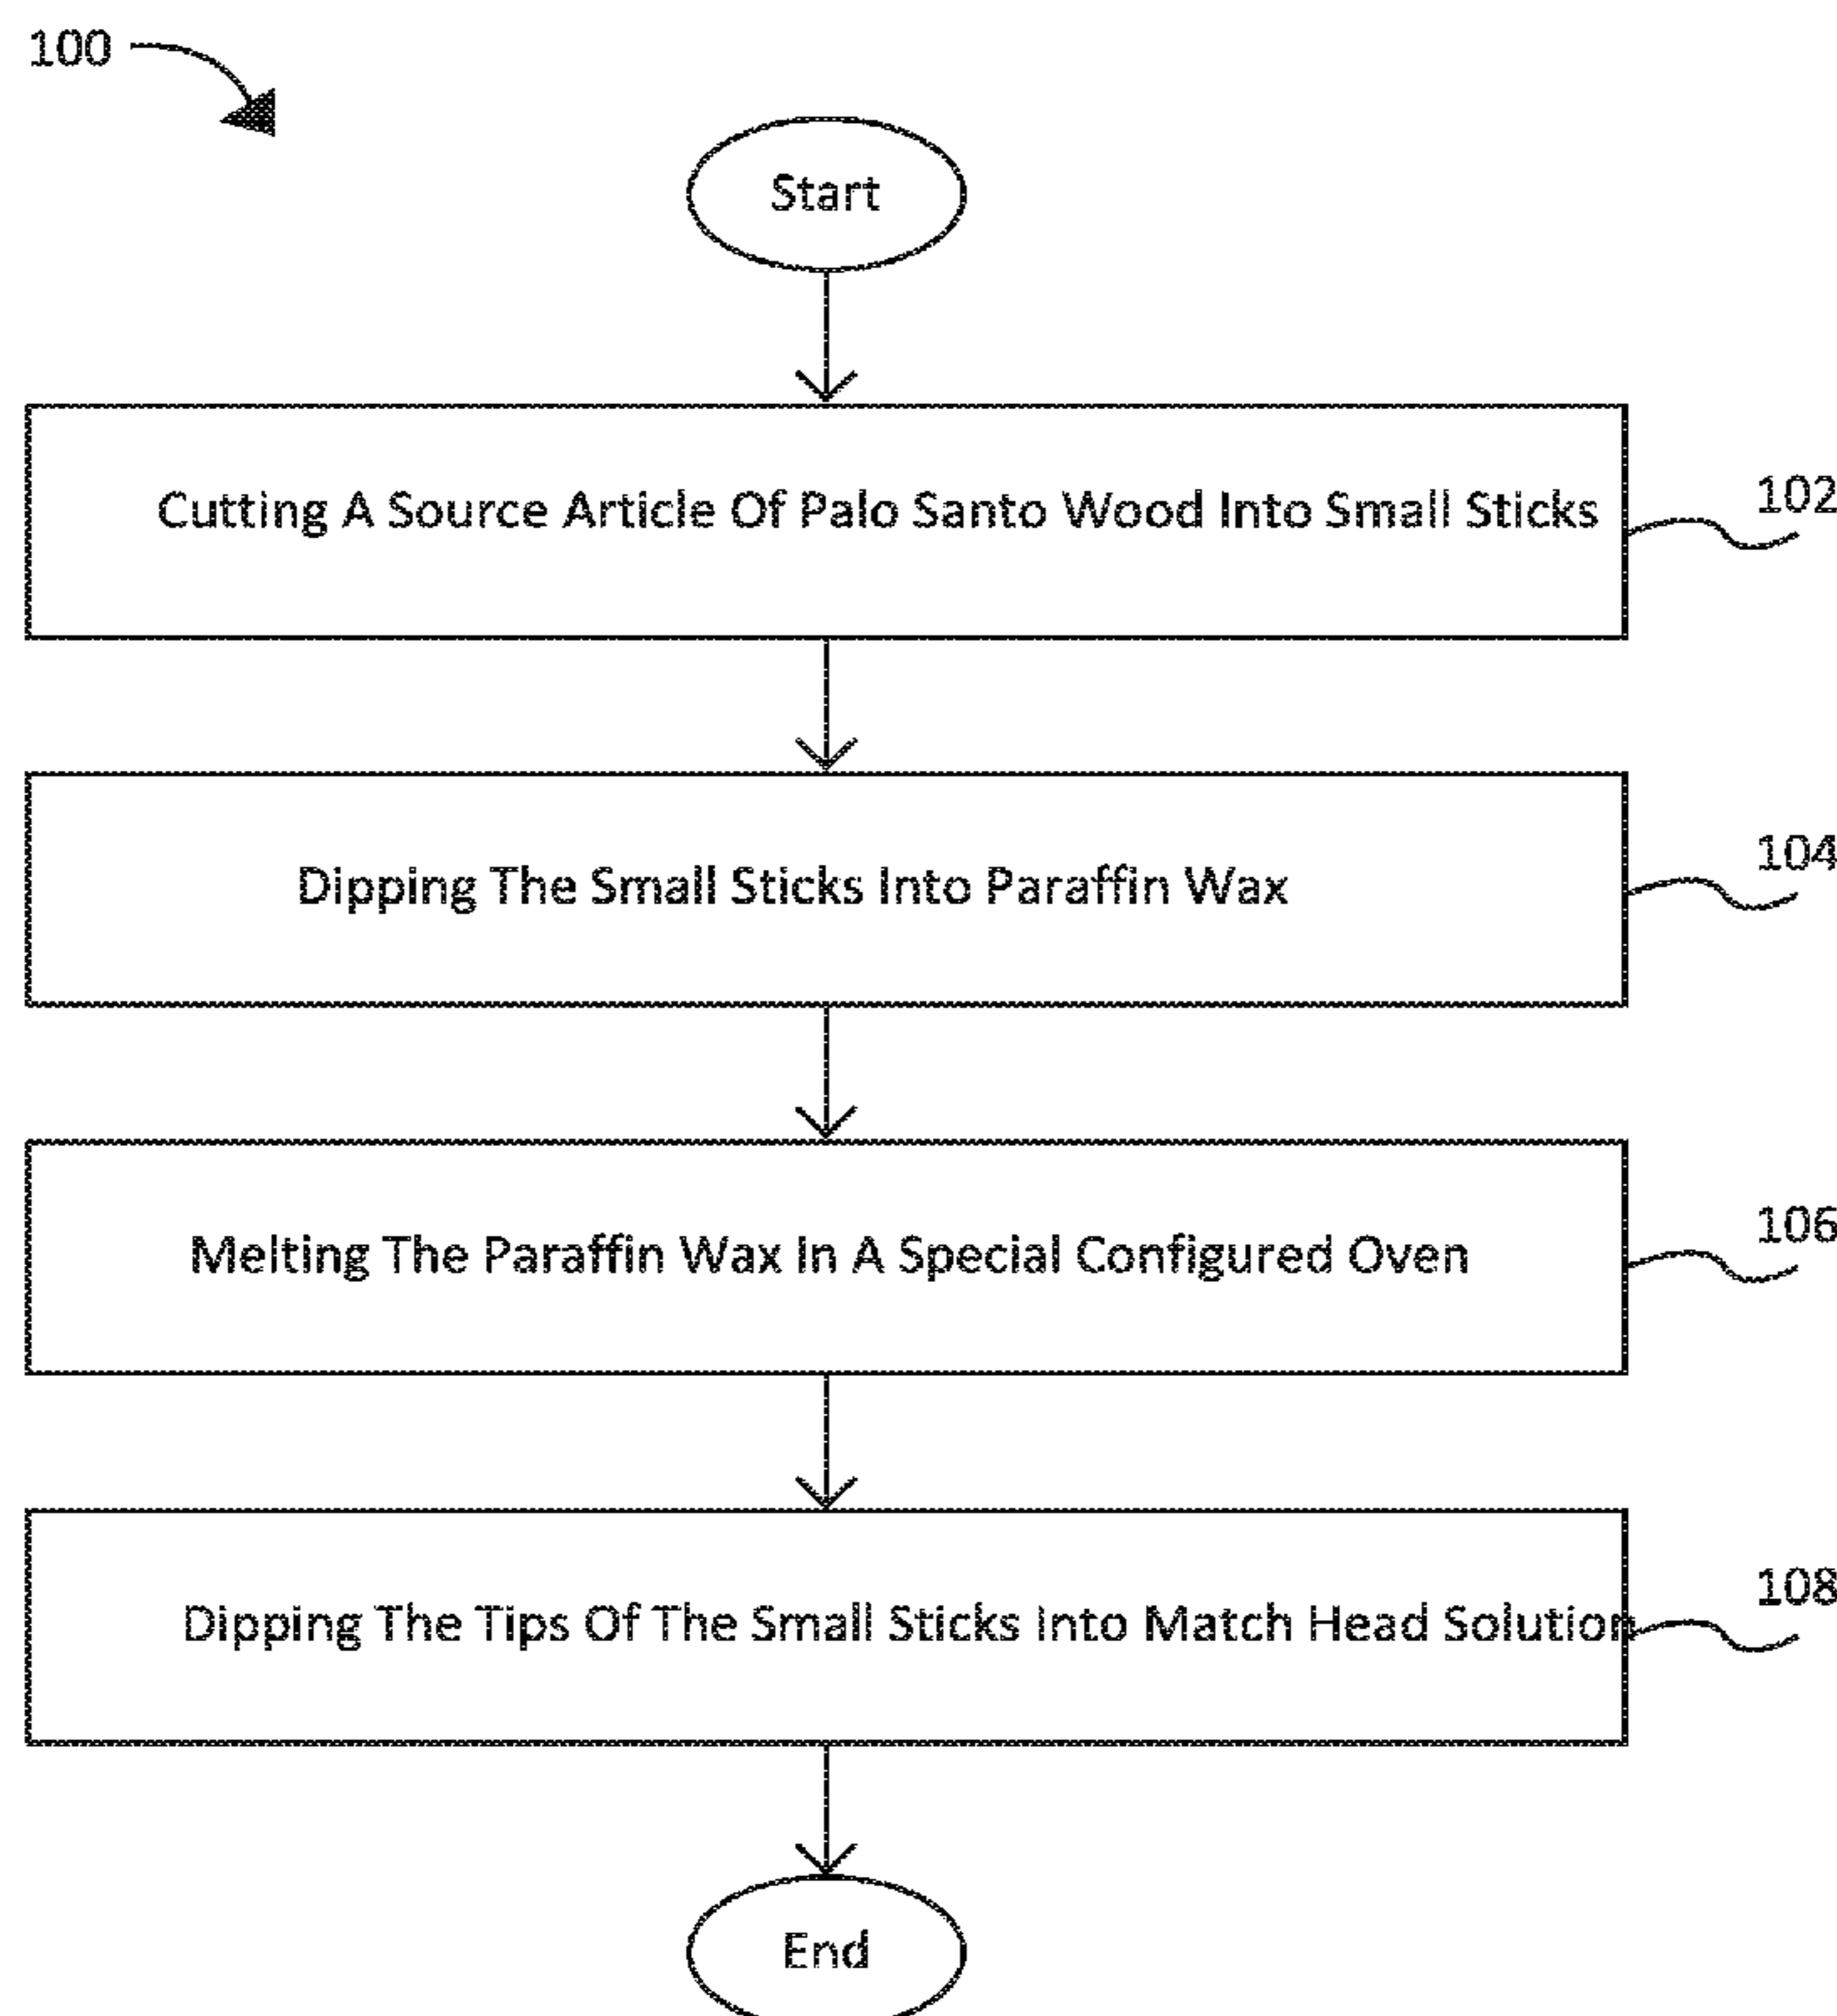 100
Start
Cutting A Source Article Of Palo Santo Wood Into Small Sticks
102
Dipping The Small Sticks Into Paraffin Wax
104
Melting The Paraffin Wax In A Special Configured Oven
106
Dipping The Tips Of The Small Sticks Into Match Head Solution
108
End